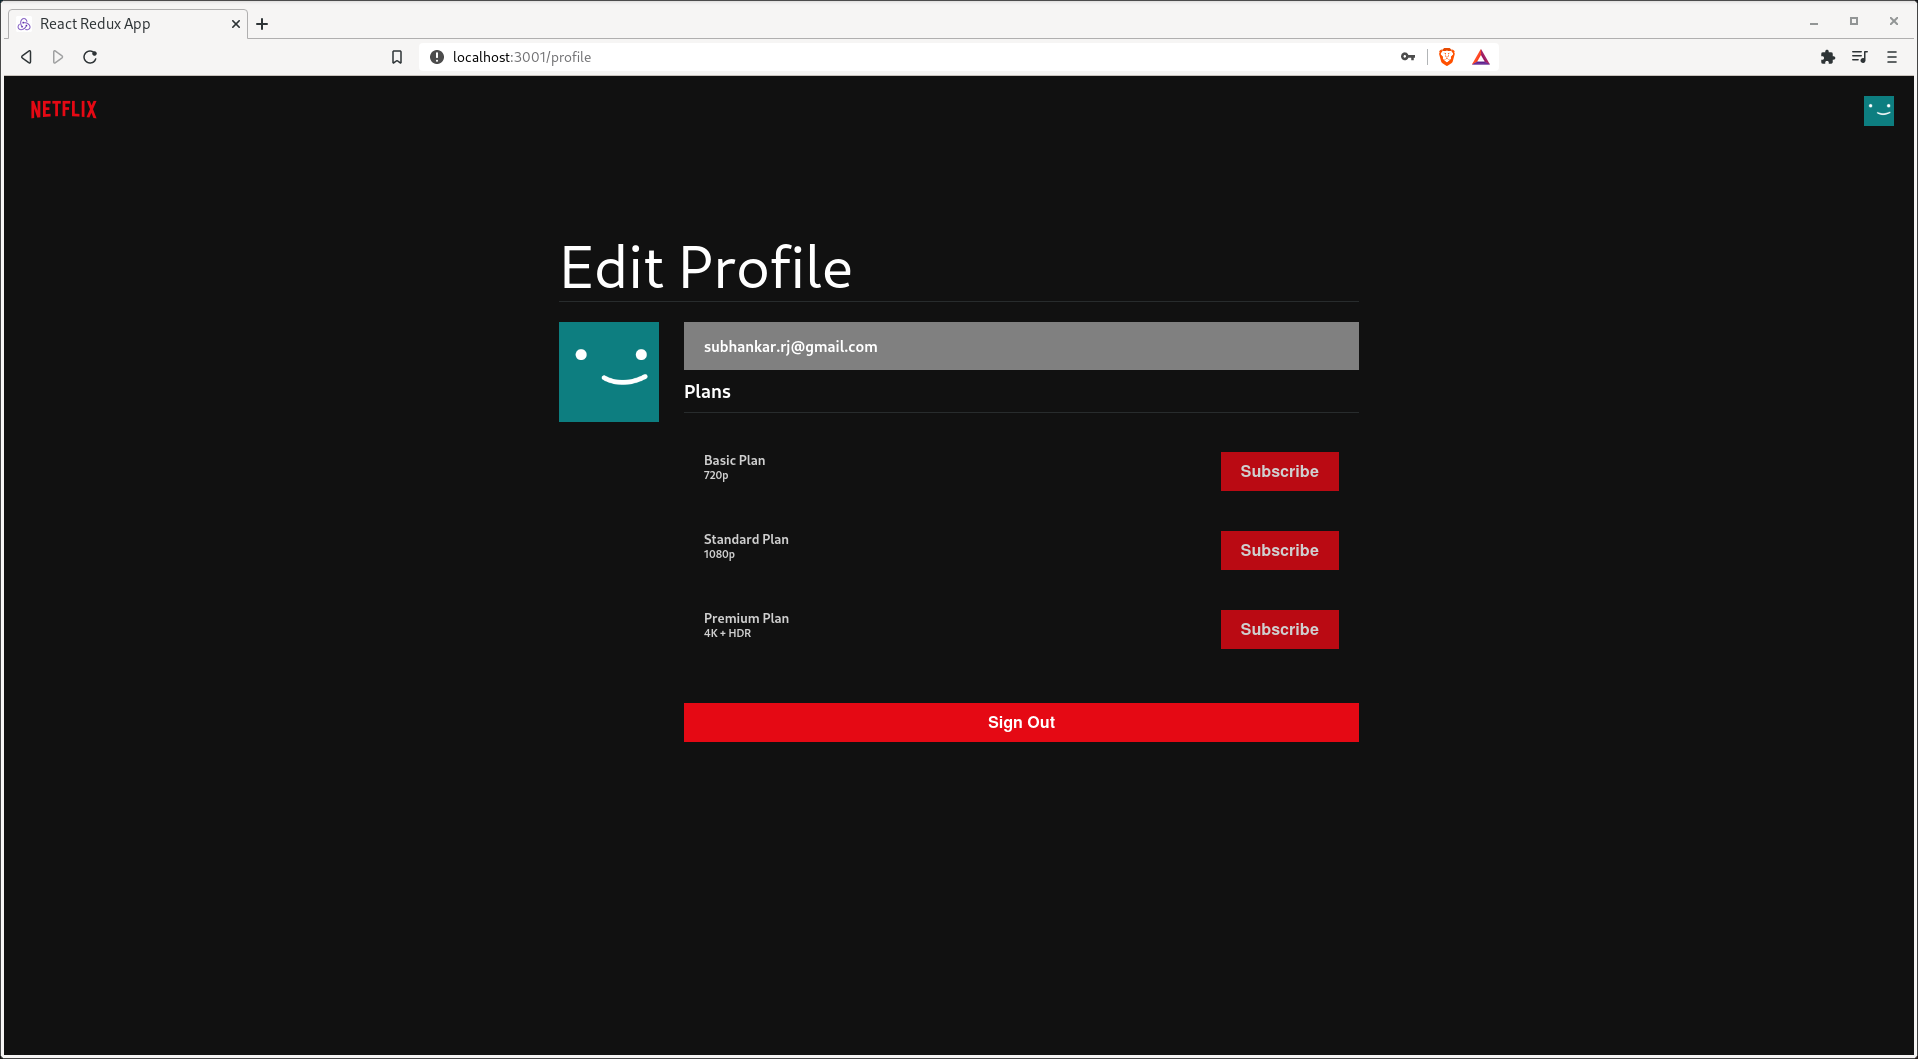 React Redux App
localhost:3001/profile
NETFLIX
Edit Profile
subhankar.rj@gmail.com
Plans
Basic Plan
720p
Subscribe
Standard Plan
1080p
Subscribe
Premium Plan
4K + HDR
Subscribe
Sign Out